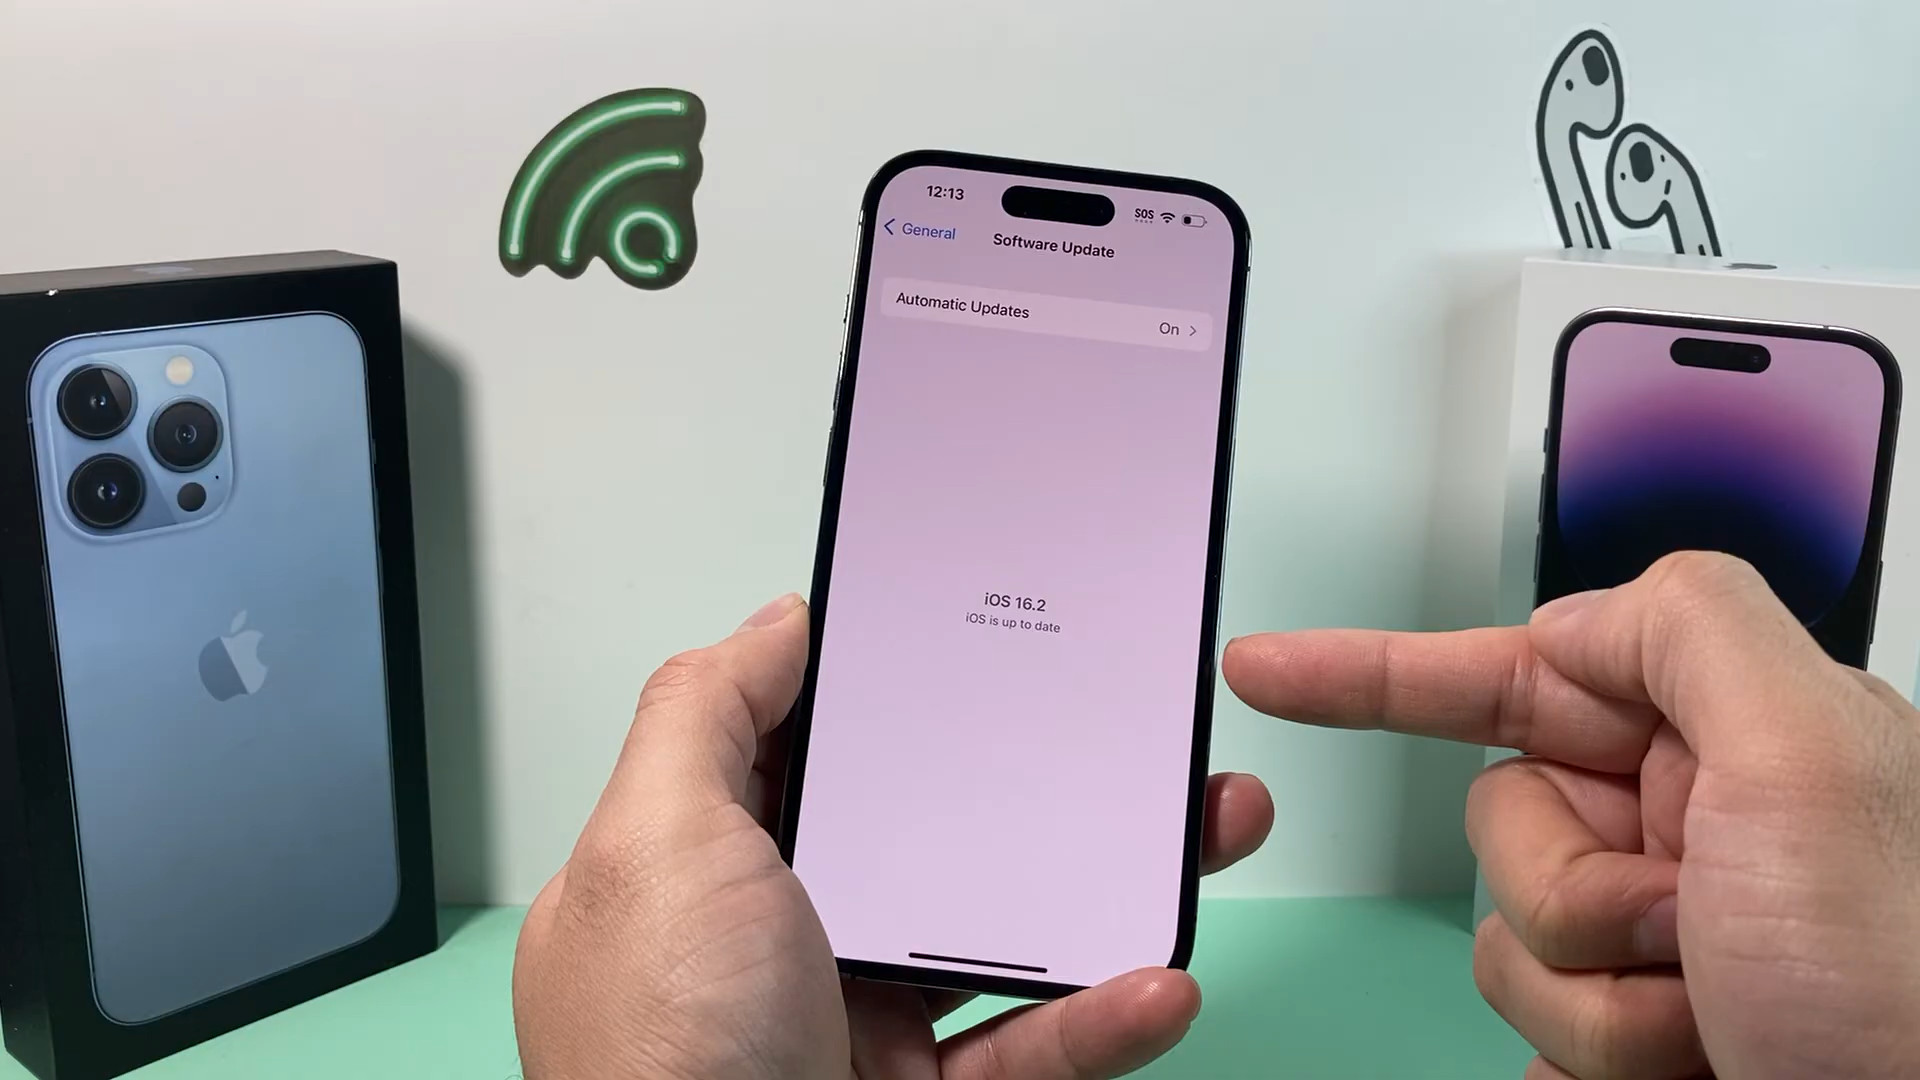 12:13
SOS
General
Software Update
Automatic Updates
On
iOS 16.2
iOS is up to date